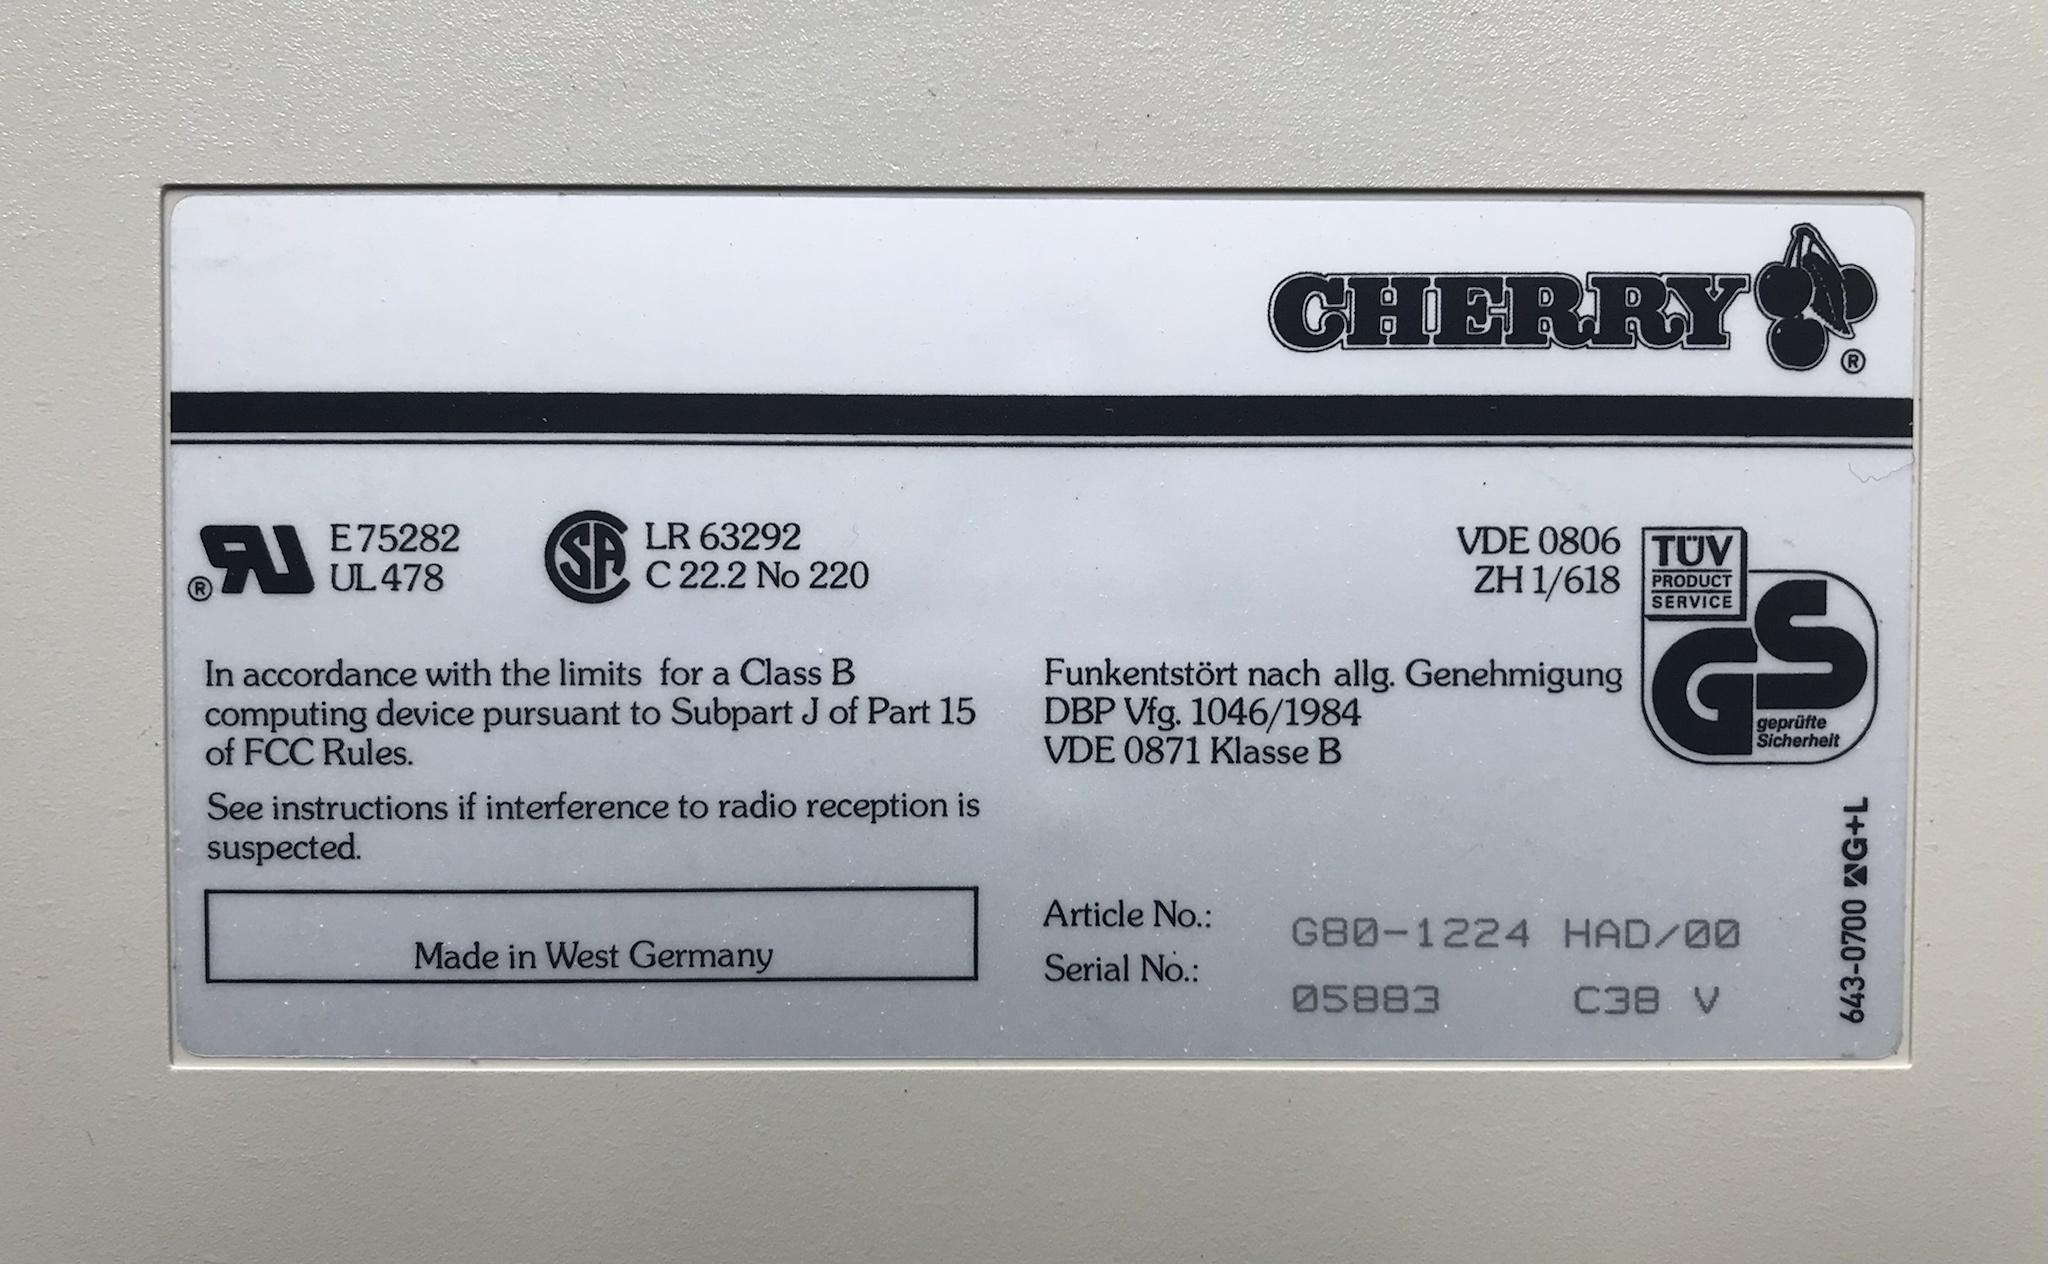 CHERRY ®
E 75282
UL 478
®
LR 63292
C 22.2 No 220
VDE 0806
ZH 1/618
TÜV
PRODUCT
SERVICE
GS
geprüfte
Sicherheit
In accordance with the limits for a Class B
computing device pursuant to Subpart J of Part 15
of FCC Rules.
See instructions if interference to radio reception is
suspected.
Funkentstört nach allg. Genehmigung
DBP Vfg. 1046/1984
VDE 0871 Klasse B
Made in West Germany
Article No.: G80-1224 HAD/00
Serial No.: 05883 C38 V
643-0700 G+L